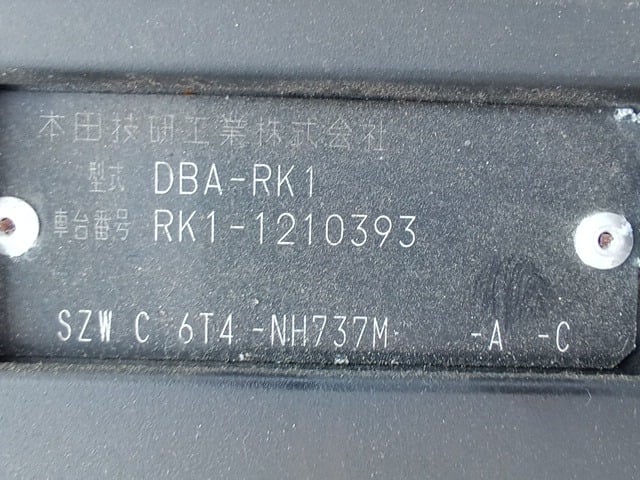 本田技研工業株式会社
型式 DBA-RK1
車台番号 RK1-1210393
SZW C 6T4 -NH737M -A -C